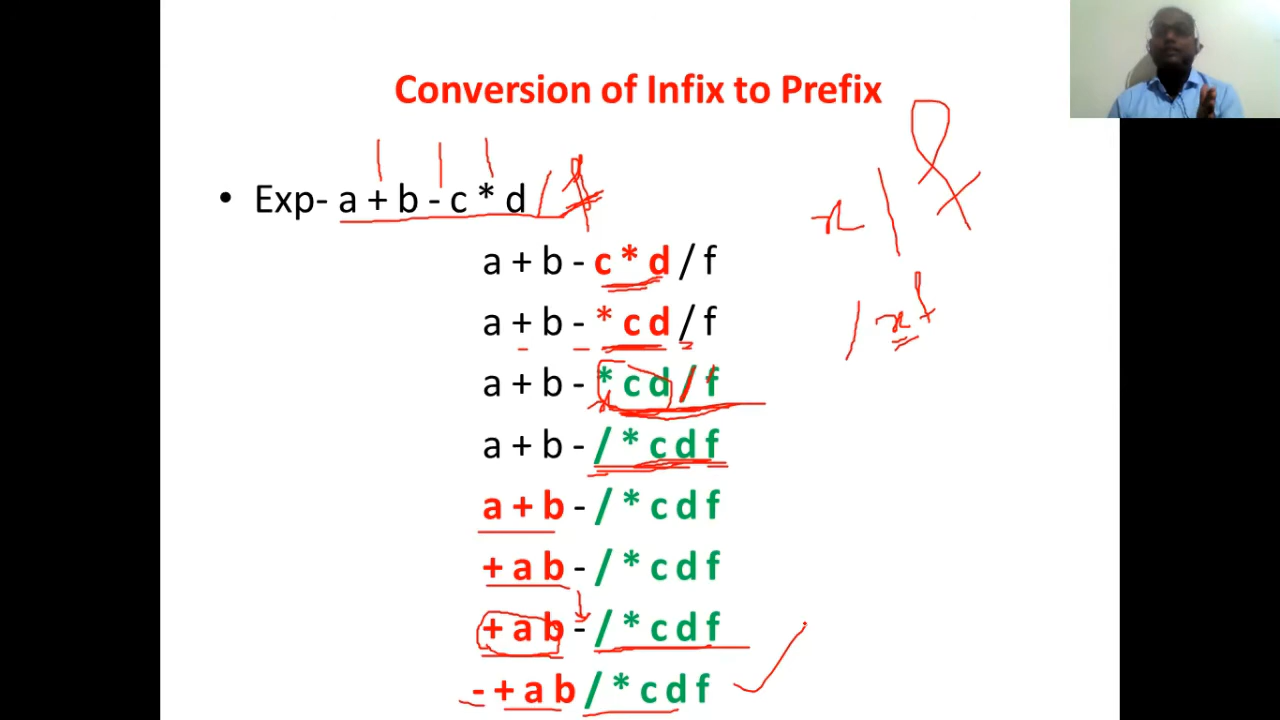 Conversion of Infix to Prefix
• Exp- a + b - c * d / f
x / f
a + b - c * d / f
/ x f
a + b - * c d / f
a + b - * c d / f
x
a + b - / * c d f
a + b - / * c d f
+ a b - / * c d f
+ a b - / * c d f
- + a b / * c d f